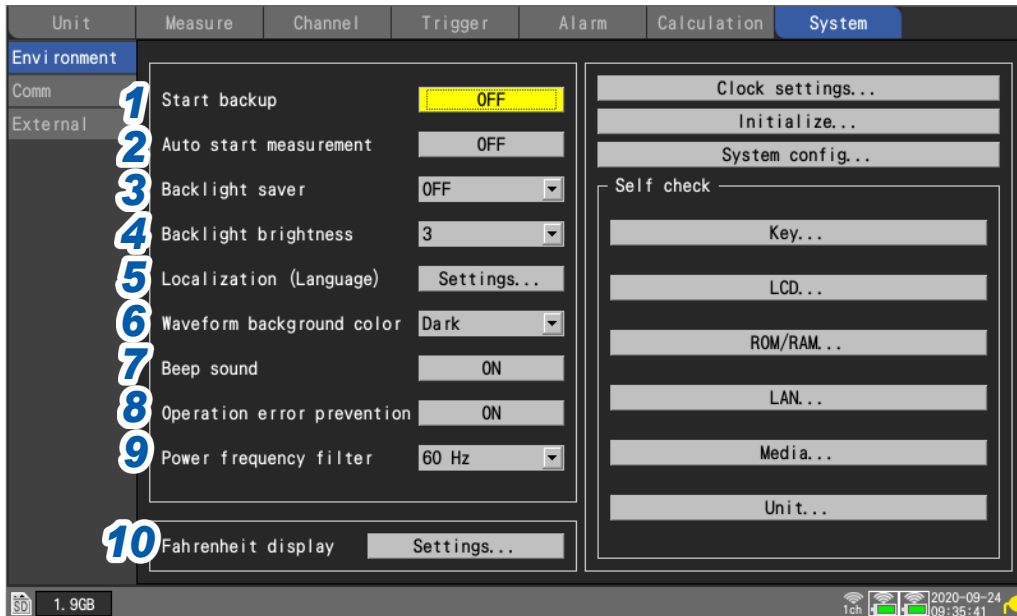 Unit Measure Channel Trigger Alarm Calculation System
Environment
Comm
External
1 Start backup OFF
2 Auto start measurement OFF
3 Backlight saver OFF
4 Backlight brightness 3
5 Localization (Language) Settings...
6 Waveform background color Dark
7 Beep sound ON
8 Operation error prevention ON
9 Power frequency filter 60 Hz
10 Fahrenheit display Settings...
Clock settings...
Initialize...
System config...
Self check
Key...
LCD...
ROM/RAM...
LAN...
Media...
Unit...
SD 1.9GB
1ch
2020-09-24
09:35:41